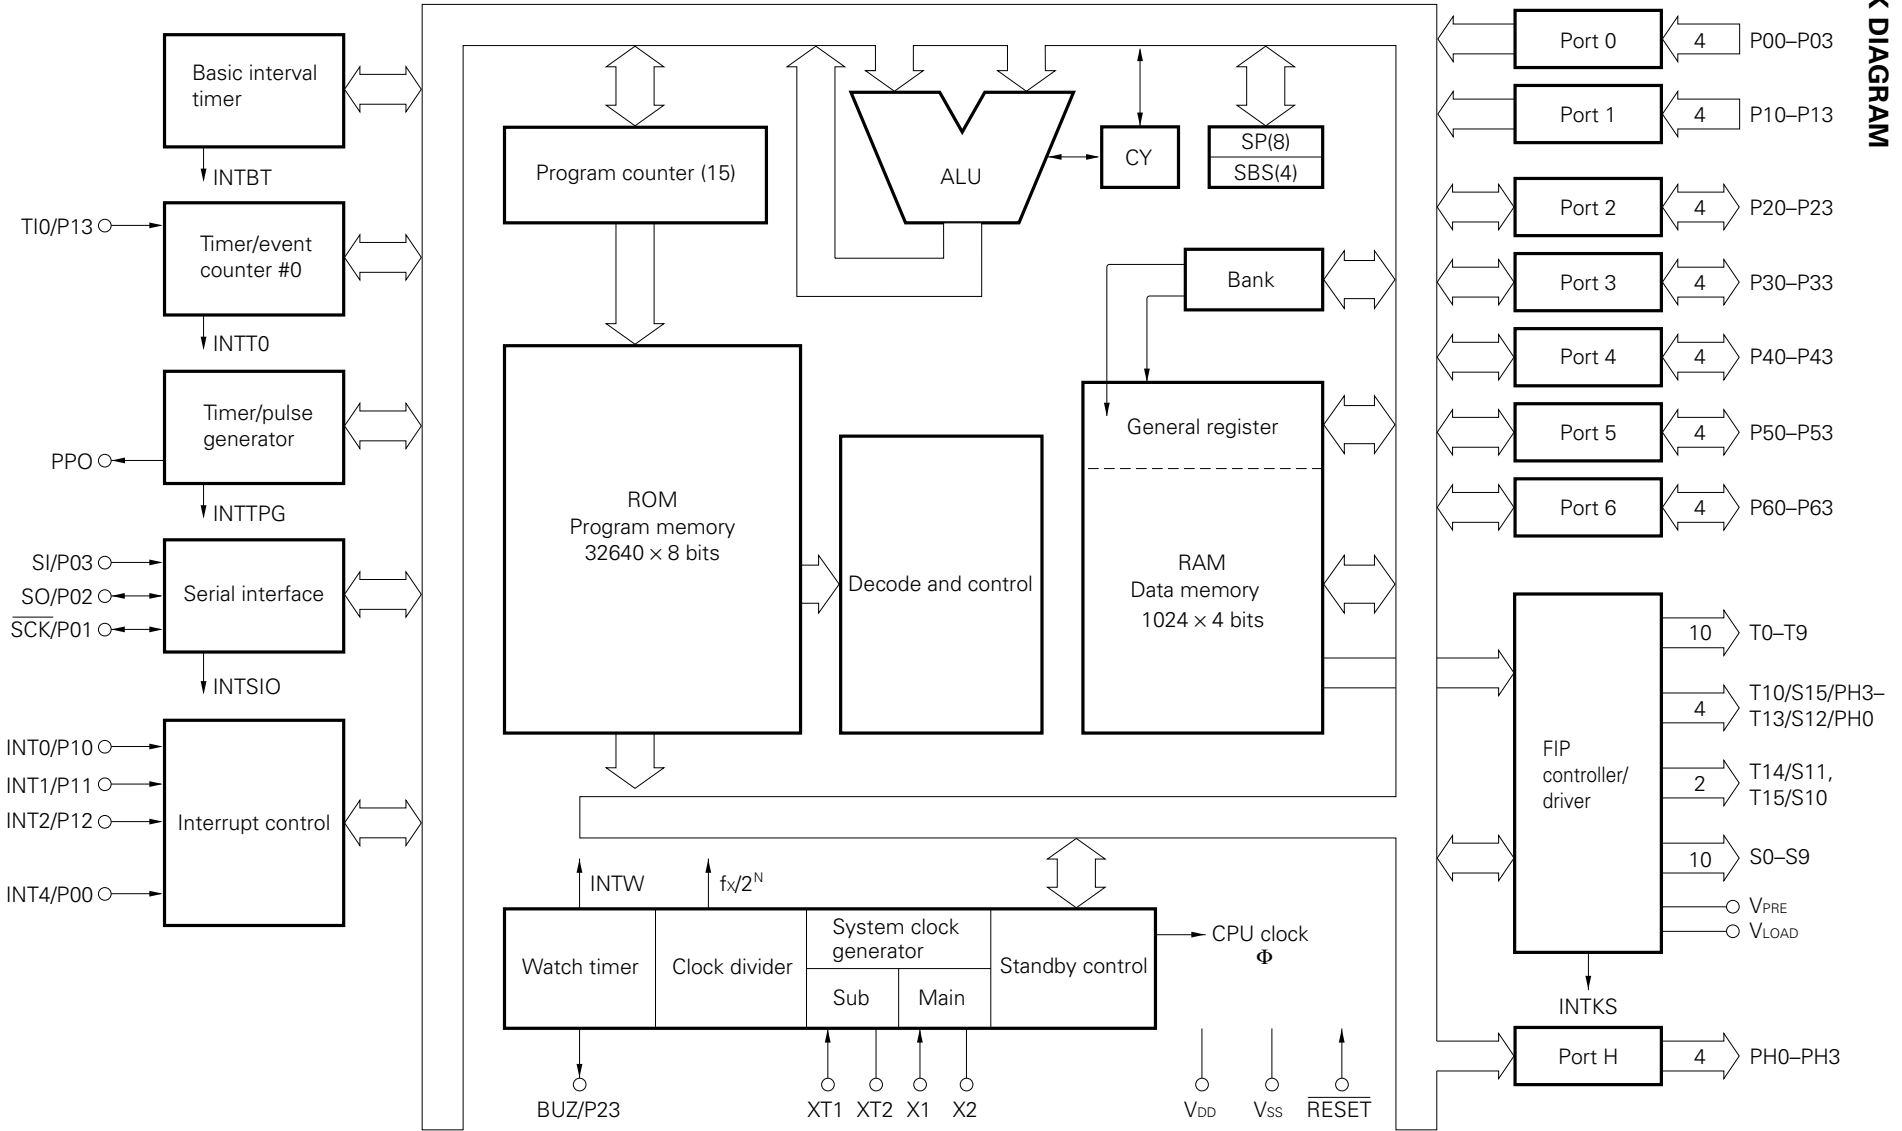 K DIAGRAM
Basic interval
timer
INTBT
TI0/P13
Timer/event
counter #0
INTT0
Timer/pulse
generator
PPO
INTTPG
SI/P03
SO/P02
SCK/P01
Serial interface
INTSIO
INT0/P10
INT1/P11
INT2/P12
INT4/P00
Interrupt control
Program counter (15)
ALU
CY
SP(8)
SBS(4)
Bank
General register
ROM
Program memory
32640 × 8 bits
Decode and control
RAM
Data memory
1024 × 4 bits
INTW
fX/2^N
Watch timer
Clock divider
System clock
generator
Sub
Main
Standby control
CPU clock
Φ
BUZ/P23
XT1
XT2
X1
X2
VDD
VSS
RESET
Port 0
4
P00–P03
Port 1
4
P10–P13
Port 2
4
P20–P23
Port 3
4
P30–P33
Port 4
4
P40–P43
Port 5
4
P50–P53
Port 6
4
P60–P63
FIP
controller/
driver
10
T0–T9
4
T10/S15/PH3–
T13/S12/PH0
2
T14/S11,
T15/S10
10
S0–S9
VPRE
VLOAD
INTKS
Port H
4
PH0–PH3